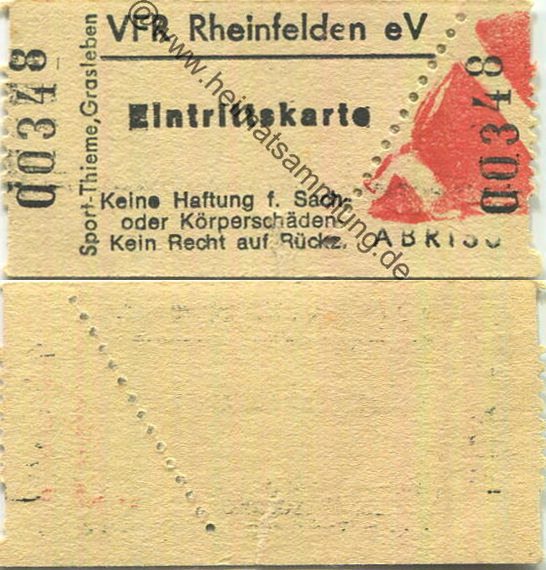 VFR Rheinfelden eV
Eintrittskarte
Keine Haftung f. Sach-
oder Körperschäden
Kein Recht auf Rückz.
ABRISS
00348
00348
Sport-Thieme, Grasleben
©www.heimatsammlung.de